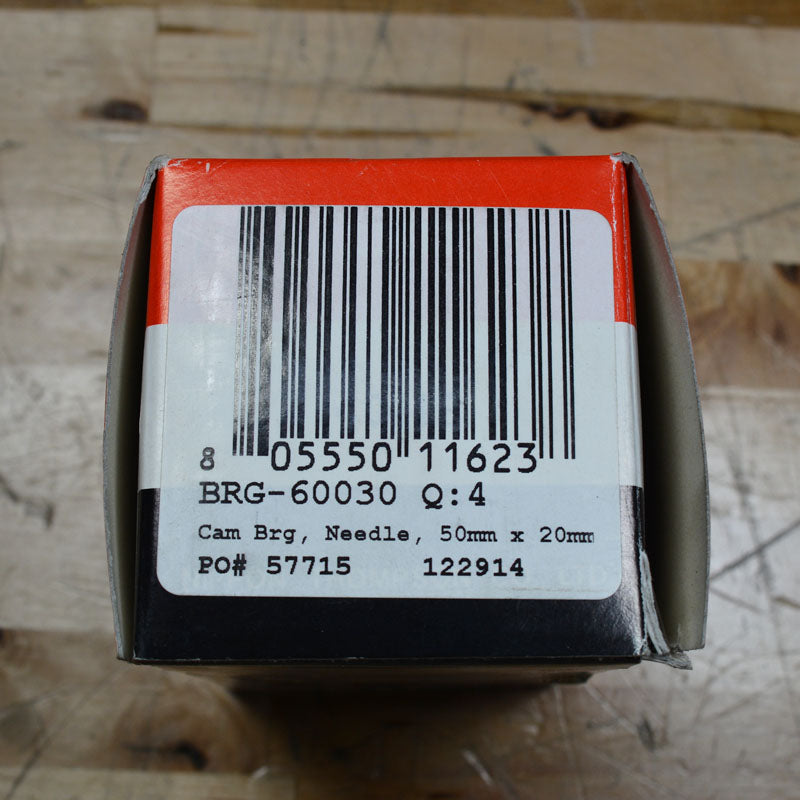 8 05550 11623
BRG-60030 Q:4
Cam Brg, Needle, 50mm x 20mm
PO# 57715 122914